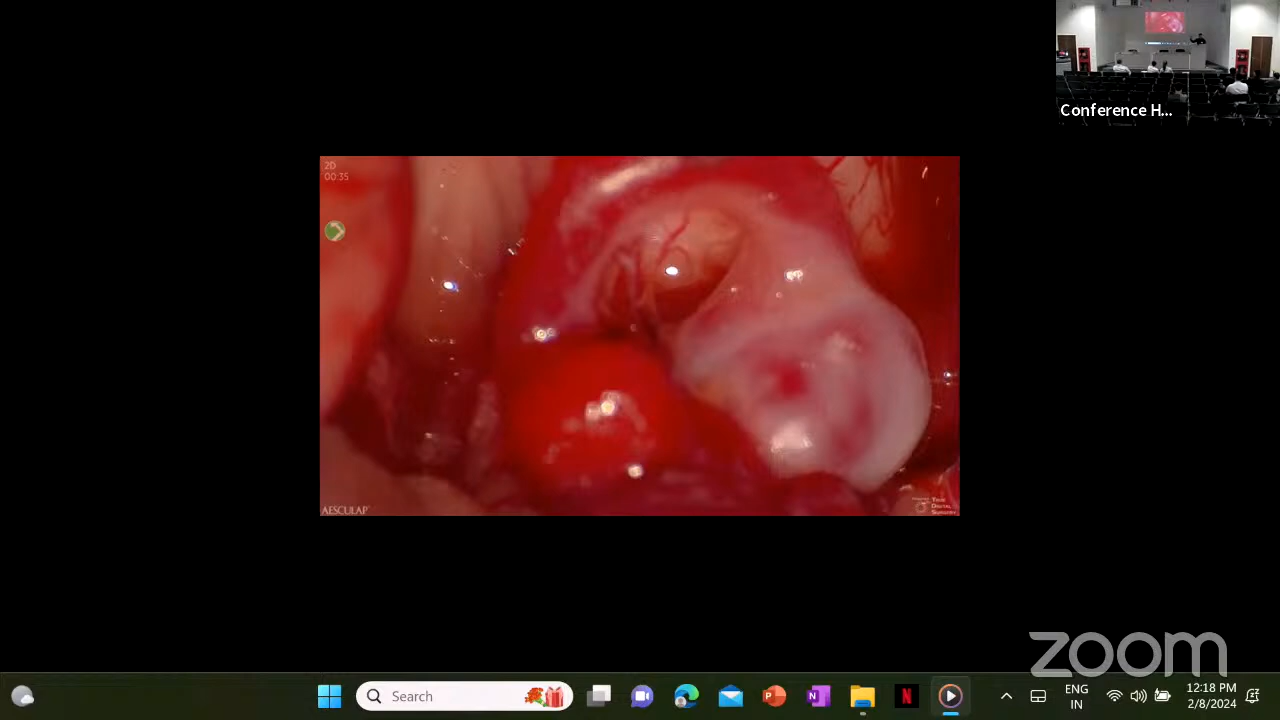 Conference H...
2D
00:35
AESCULAP
zoom
Search
ENG
IN
12:18 PM
2/8/2024